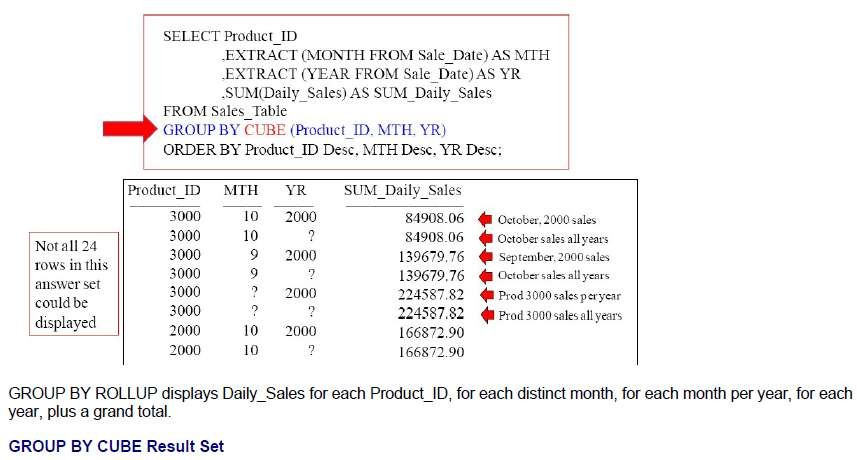 SELECT Product_ID
,EXTRACT (MONTH FROM Sale_Date) AS MTH
,EXTRACT (YEAR FROM Sale_Date) AS YR
,SUM(Daily_Sales) AS SUM_Daily_Sales
FROM Sales_Table
GROUP BY CUBE (Product_ID, MTH, YR)
ORDER BY Product_ID Desc, MTH Desc, YR Desc;
Product_ID MTH YR SUM_Daily_Sales
3000 10 2000 84908.06 October, 2000 sales
3000 10 ? 84908.06 October sales all years
3000 9 2000 139679.76 September, 2000 sales
3000 9 ? 139679.76 October sales all years
3000 ? 2000 224587.82 Prod 3000 sales per year
3000 ? ? 224587.82 Prod 3000 sales all years
2000 10 2000 166872.90
2000 10 ? 166872.90
Not all 24
rows in this
answer set
could be
displayed
GROUP BY ROLLUP displays Daily_Sales for each Product_ID, for each distinct month, for each month per year, for each
year, plus a grand total.
GROUP BY CUBE Result Set